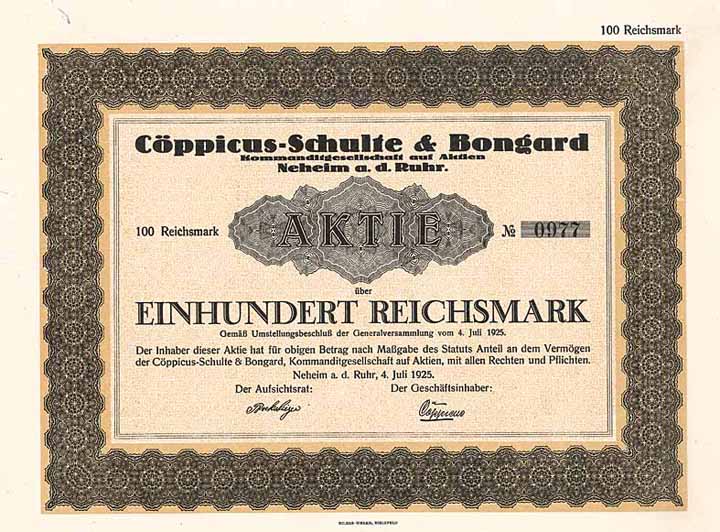 100 Reichsmark
Cöppicus-Schulte & Bongard
Kommanditgesellschaft auf Aktien
Neheim a. d. Ruhr.
100 Reichsmark AKTIE № 0977
über
EINHUNDERT REICHSMARK
Gemäß Umstellungsbeschluß der Generalversammlung vom 4. Juli 1925.
Der Inhaber dieser Aktie hat für obigen Betrag nach Maßgabe des Statuts Anteil an dem Vermögen
der Cöppicus-Schulte & Bongard, Kommanditgesellschaft auf Aktien, mit allen Rechten und Pflichten.
Neheim a. d. Ruhr, 4. Juli 1925.
Der Aufsichtsrat: Der Geschäftsinhaber: